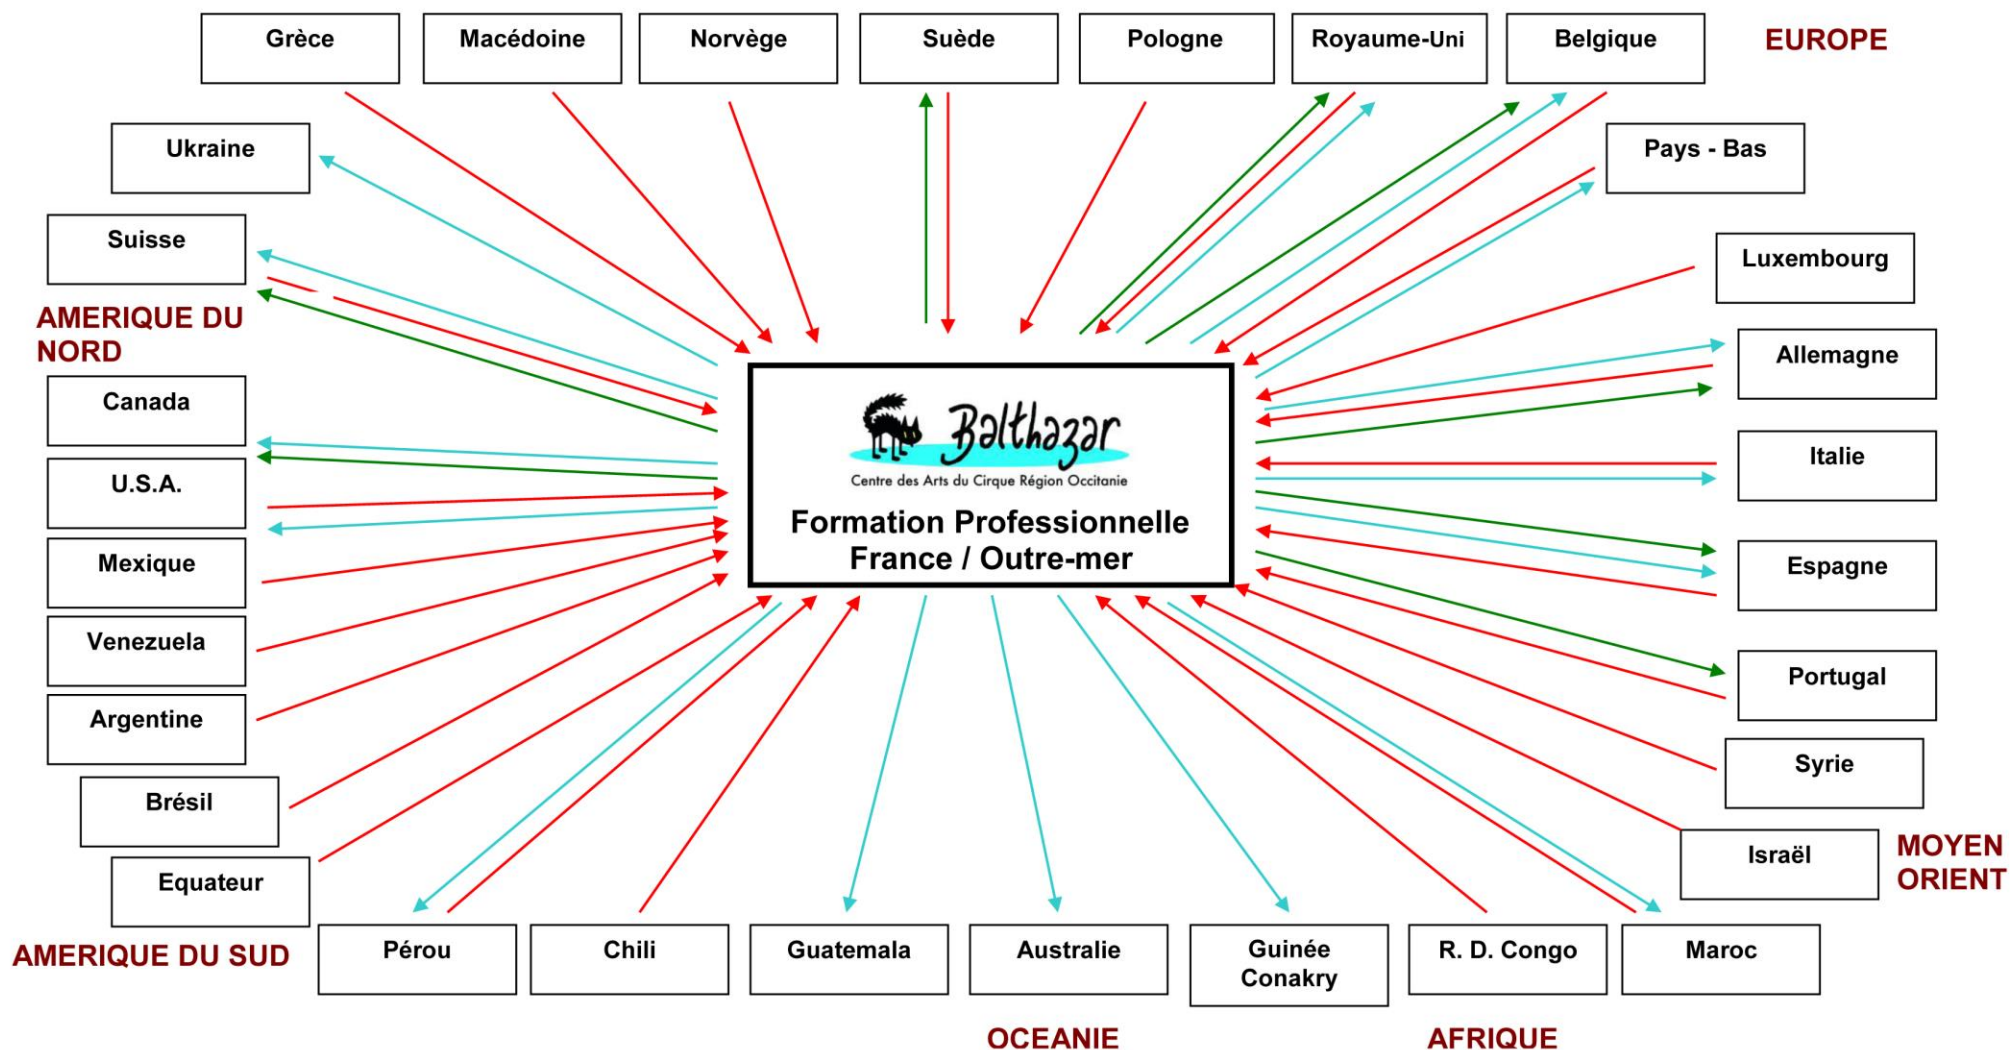 Grèce
Macédoine
Norvège
Suède
Pologne
Royaume-Uni
Belgique
EUROPE
Ukraine
Pays - Bas
Suisse
Luxembourg
AMERIQUE DU
NORD
Allemagne
Canada
Balthazar
Centre des Arts du Cirque Région Occitanie
Formation Professionnelle
France / Outre-mer
Italie
U.S.A.
Mexique
Espagne
Venezuela
Portugal
Argentine
Syrie
Brésil
Israël
MOYEN
ORIENT
Equateur
AMERIQUE DU SUD
Pérou
Chili
Guatemala
Australie
Guinée
Conakry
R. D. Congo
Maroc
OCEANIE
AFRIQUE